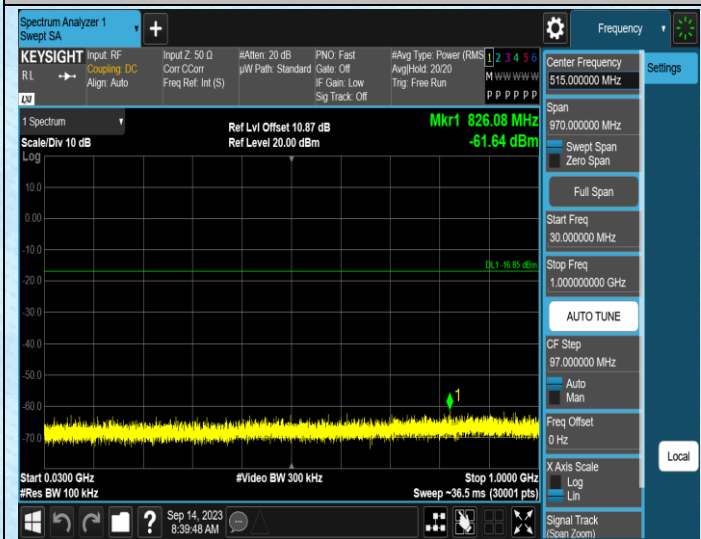 Spectrum Analyzer 1
Swept SA
Frequency
KEYSIGHT
RL
LXI
Input: RF
Coupling: DC
Align: Auto
Input Z: 50 Ω
Corr CCorr
Freq Ref: Int (S)
#Atten: 20 dB
µW Path: Standard
PNO: Fast
Gate: Off
IF Gain: Low
Sig Track: Off
#Avg Type: Power (RMS
Avg|Hold: 20/20
Trig: Free Run
1 2 3 4 5 6
M W W W W W
P P P P P P
1 Spectrum
Scale/Div 10 dB
Log
Ref Lvl Offset 10.87 dB
Ref Level 20.00 dBm
Mkr1 826.08 MHz
-61.64 dBm
10.0
0.00
-10.0
-20.0
-30.0
-40.0
-50.0
-60.0
-70.0
DL1 -16.85 dBm
1
Start 0.0300 GHz
#Res BW 100 kHz
#Video BW 300 kHz
Stop 1.0000 GHz
Sweep ~36.5 ms (30001 pts)
Sep 14, 2023
8:39:48 AM
?
Center Frequency
515.000000 MHz
Settings
Span
970.000000 MHz
Swept Span
Zero Span
Full Span
Start Freq
30.000000 MHz
Stop Freq
1.000000000 GHz
AUTO TUNE
CF Step
97.000000 MHz
Auto
Man
Freq Offset
0 Hz
Local
X Axis Scale
Log
Lin
Signal Track
(Span Zoom)